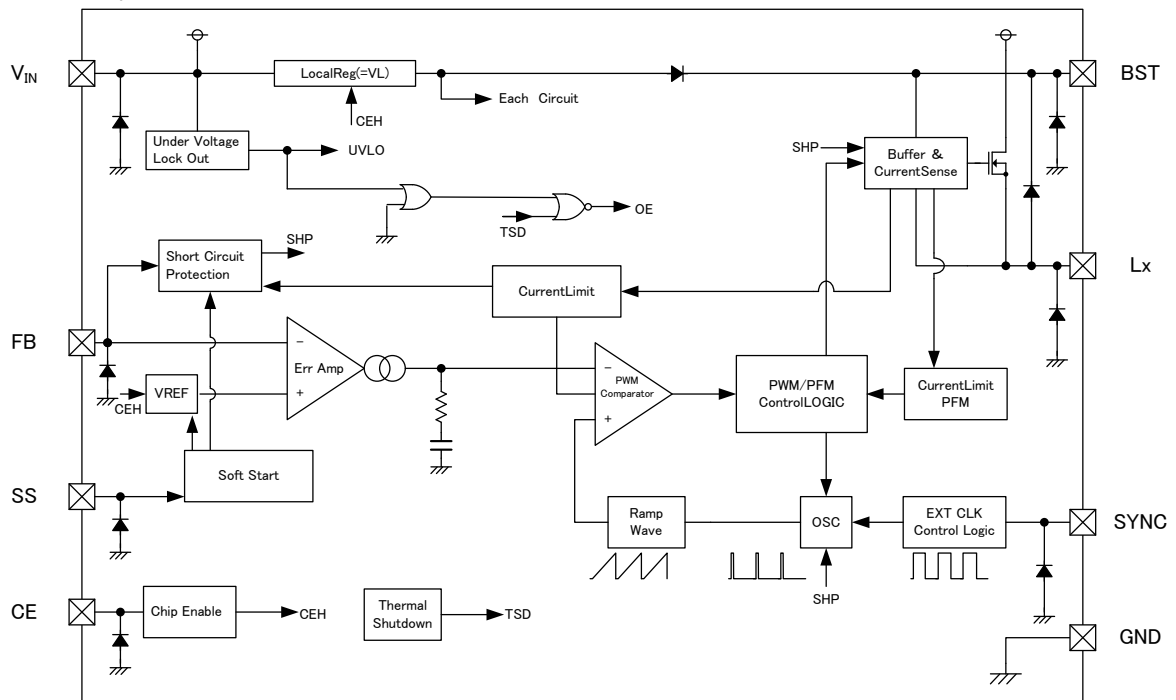 VIN
LocalReg(=VL)
BST
Each Circuit
CEH
Under Voltage
Lock Out
UVLO
SHP
Buffer &
CurrentSense
OE
TSD
SHP
Short Circuit
Protection
CurrentLimit
Lx
FB
-
Err Amp
+
-
PWM
Comparator
+
PWM/PFM
ControlLOGIC
CurrentLimit
PFM
VREF
CEH
Soft Start
SS
Ramp
Wave
OSC
EXT CLK
Control Logic
SYNC
SHP
CE
Chip Enable
CEH
Thermal
Shutdown
TSD
GND